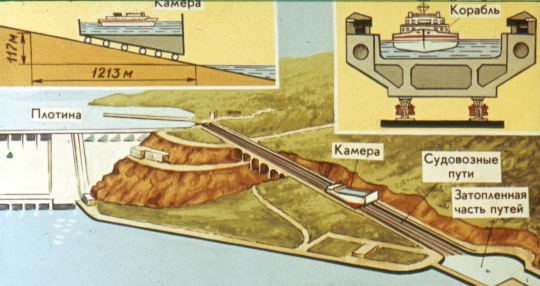 Камера
Корабль
117м
1213 м
Плотина
Камера
Судовозные
пути
Затопленная
часть путей